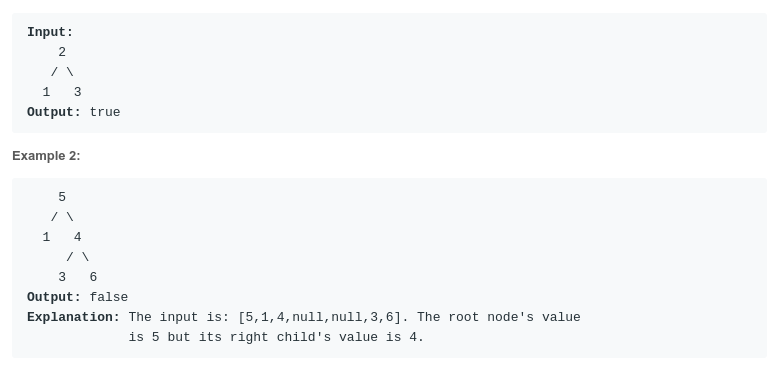 Input:
    2
   / \
  1   3
Output: true
Example 2:
    5
   / \
  1   4
     / \
    3   6
Output: false
Explanation: The input is: [5,1,4,null,null,3,6]. The root node's value
             is 5 but its right child's value is 4.